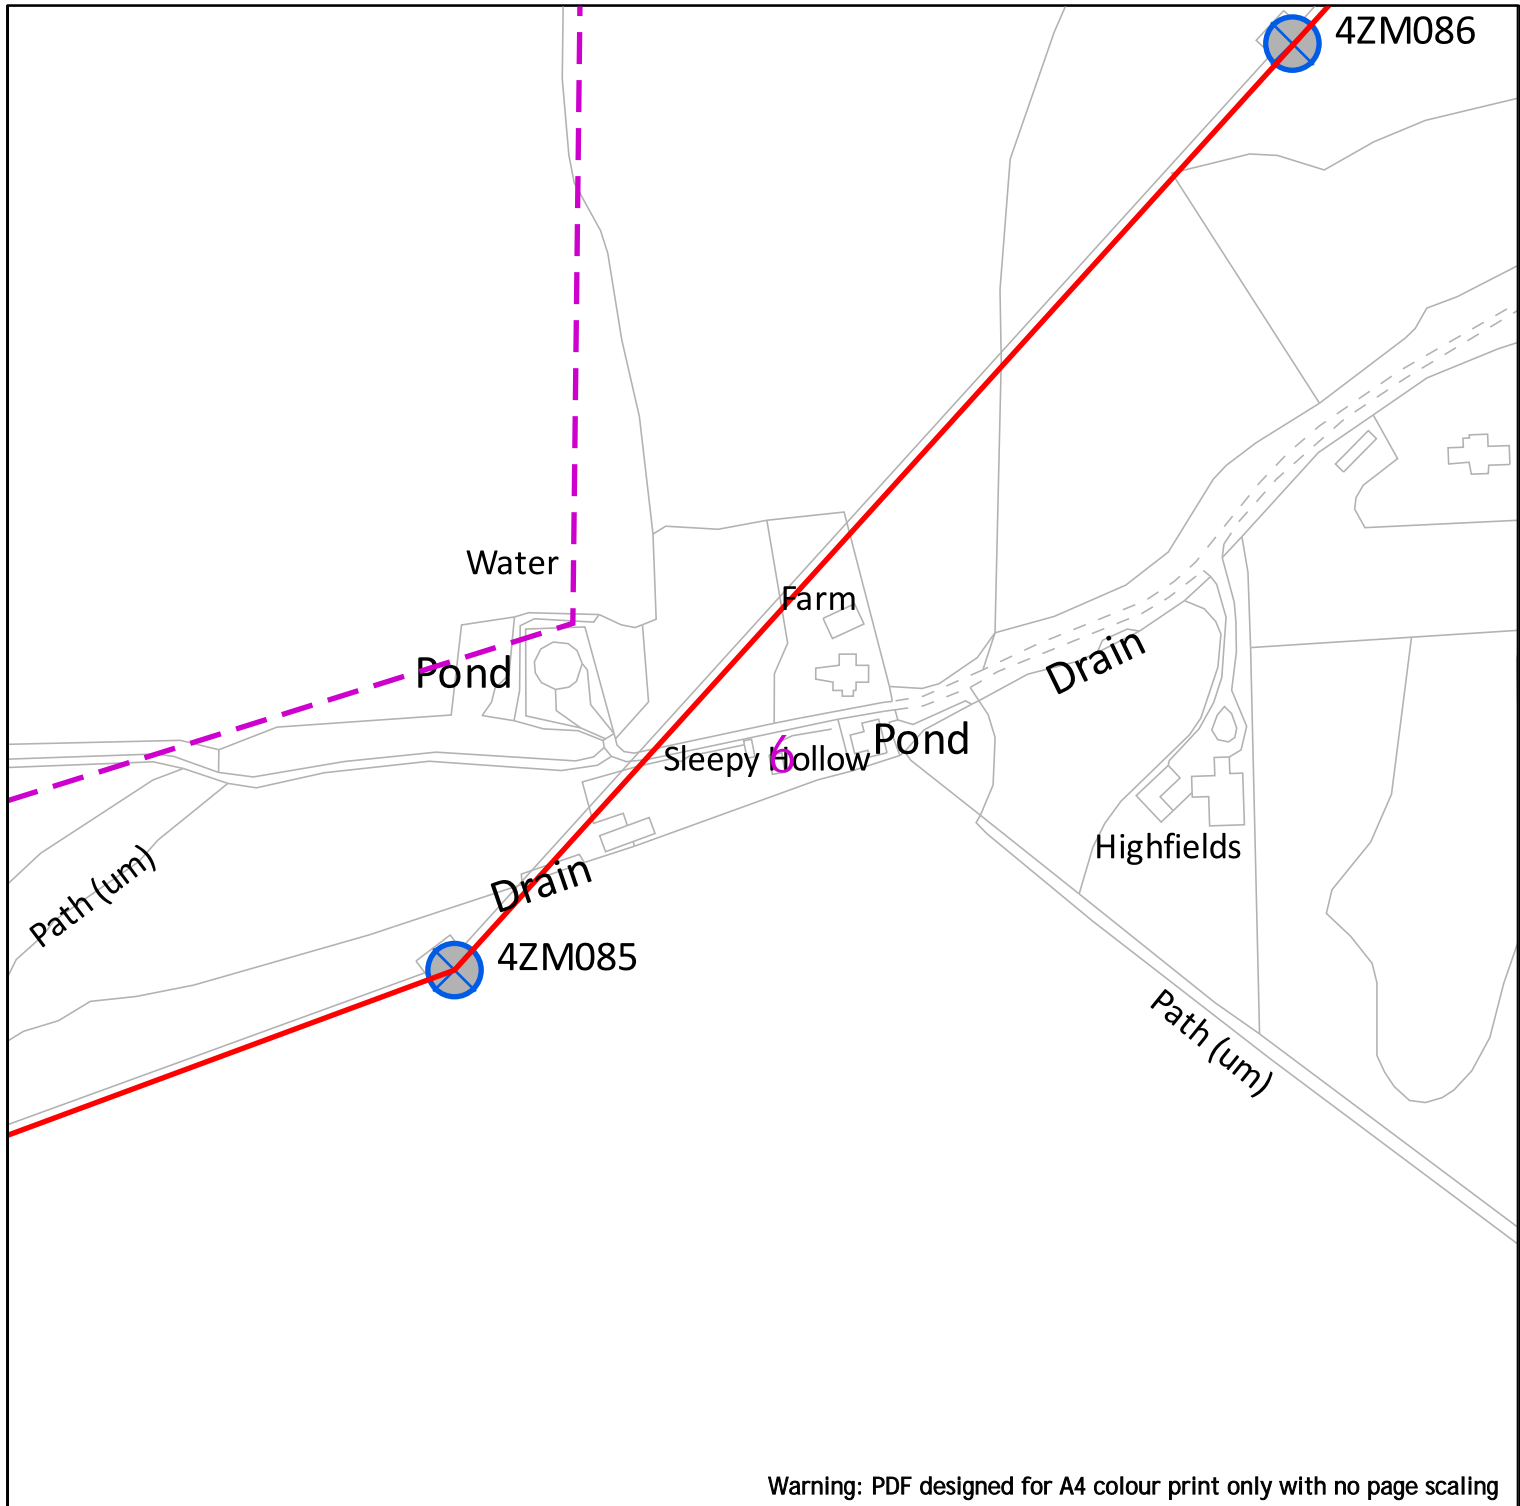 4ZM086
Water
Farm
Pond
Drain
Pond
Sleepy Hollow
6
Highfields
Drain
Path (um)
4ZM085
Path (um)
Warning: PDF designed for A4 colour print only with no page scaling